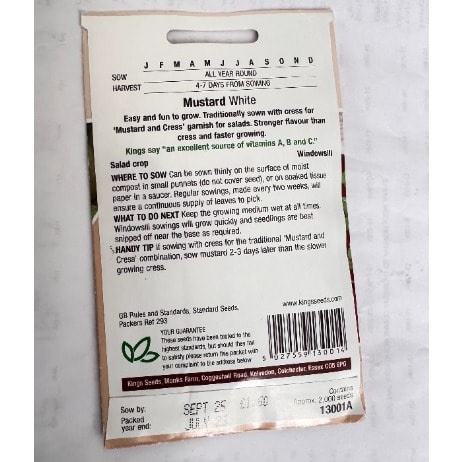 J F M A M J J A S O N D
SOW ALL YEAR ROUND
HARVEST 4-7 DAYS FROM SOWING
Mustard White
Easy and fun to grow. Traditionally sown with cress for
'Mustard and Cress' garnish for salads. Stronger flavour than
cress and faster growing.
Kings say "an excellent source of vitamins A, B and C."
Salad crop Windowsill
WHERE TO SOW Can be sown thinly on the surface of moist
compost in small punnets (do not cover seed), or on soaked tissue
paper in a saucer. Regular sowings, made every two weeks, will
ensure a continuous supply of leaves to pick.
WHAT TO DO NEXT Keep the growing medium wet at all times.
Windowsill sowings will grow quickly and seedlings are best
snipped off near the base as required.
HANDY TIP If sowing with cress for the traditional 'Mustard and
Cress' combination, sow mustard 2-3 days later than the slower
growing cress.
GB Rules and Standards, Standard Seeds.
Packers Ref 293
www.kingsseeds.com
YOUR GUARANTEE
These seeds have been tested to the
highest standards, but should they fail
to satisfy please return this packet with
your complaint to the address below
5 027559 130014
Kings Seeds, Monks Farm, Coggeshall Road, Kelvedon, Colchester, Essex CO5 9PG
Sow by: SEPT 25 £1.60
Packed
year end: JUN
Contains
Approx. 2,000 seeds
13001A